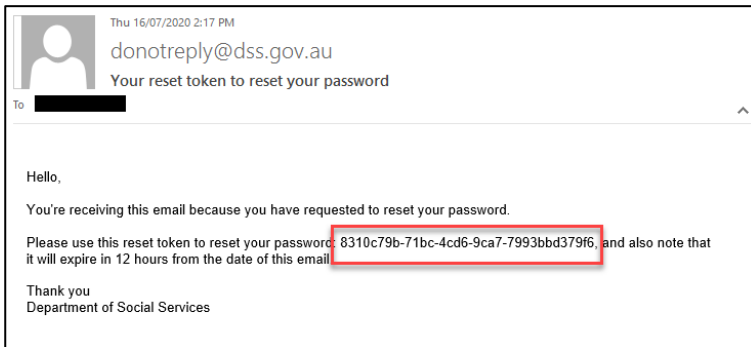 Thu 16/07/2020 2:17 PM
donotreply@dss.gov.au
Your reset token to reset your password
To
Hello,
You're receiving this email because you have requested to reset your password.
Please use this reset token to reset your password: 8310c79b-71bc-4cd6-9ca7-7993bbd379f6, and also note that
it will expire in 12 hours from the date of this email
Thank you
Department of Social Services